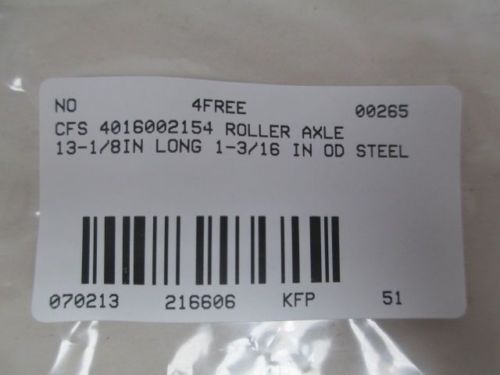 NO 4FREE 00265
CFS 4016002154 ROLLER AXLE
13-1/8IN LONG 1-3/16 IN OD STEEL
070213 216606 KFP 51